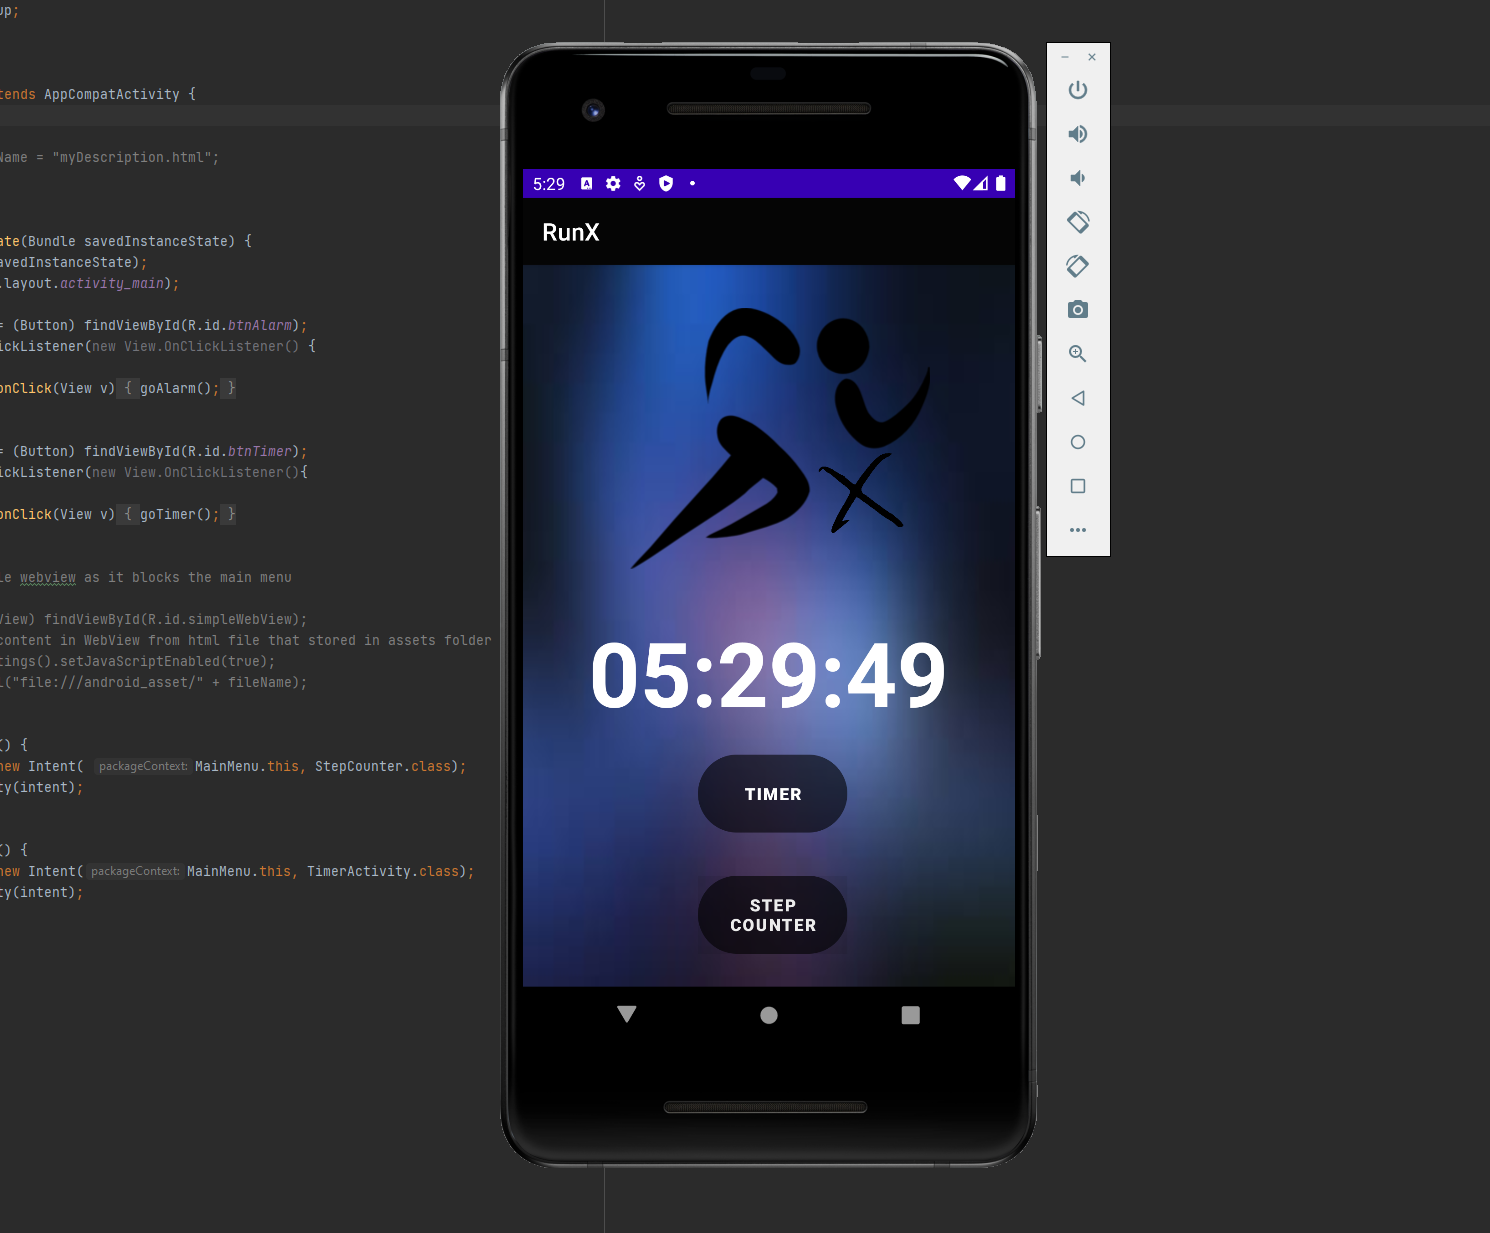 up;
tends AppCompatActivity {
Name = "myDescription.html";
ate(Bundle savedInstanceState) {
avedInstanceState);
.layout.activity_main);
= (Button) findViewById(R.id.btnAlarm);
ickListener(new View.OnClickListener() {
onClick(View v) { goAlarm(); }
= (Button) findViewById(R.id.btnTimer);
ickListener(new View.OnClickListener(){
onClick(View v) { goTimer(); }
le webview as it blocks the main menu
View) findViewById(R.id.simpleWebView);
content in WebView from html file that stored in assets folder
tings().setJavaScriptEnabled(true);
l("file:///android_asset/" + fileName);
() {
new Intent( packageContext: MainMenu.this, StepCounter.class);
ty(intent);
() {
new Intent( packageContext: MainMenu.this, TimerActivity.class);
ty(intent);
5:29
RunX
X
05:29:49
TIMER
STEP
COUNTER